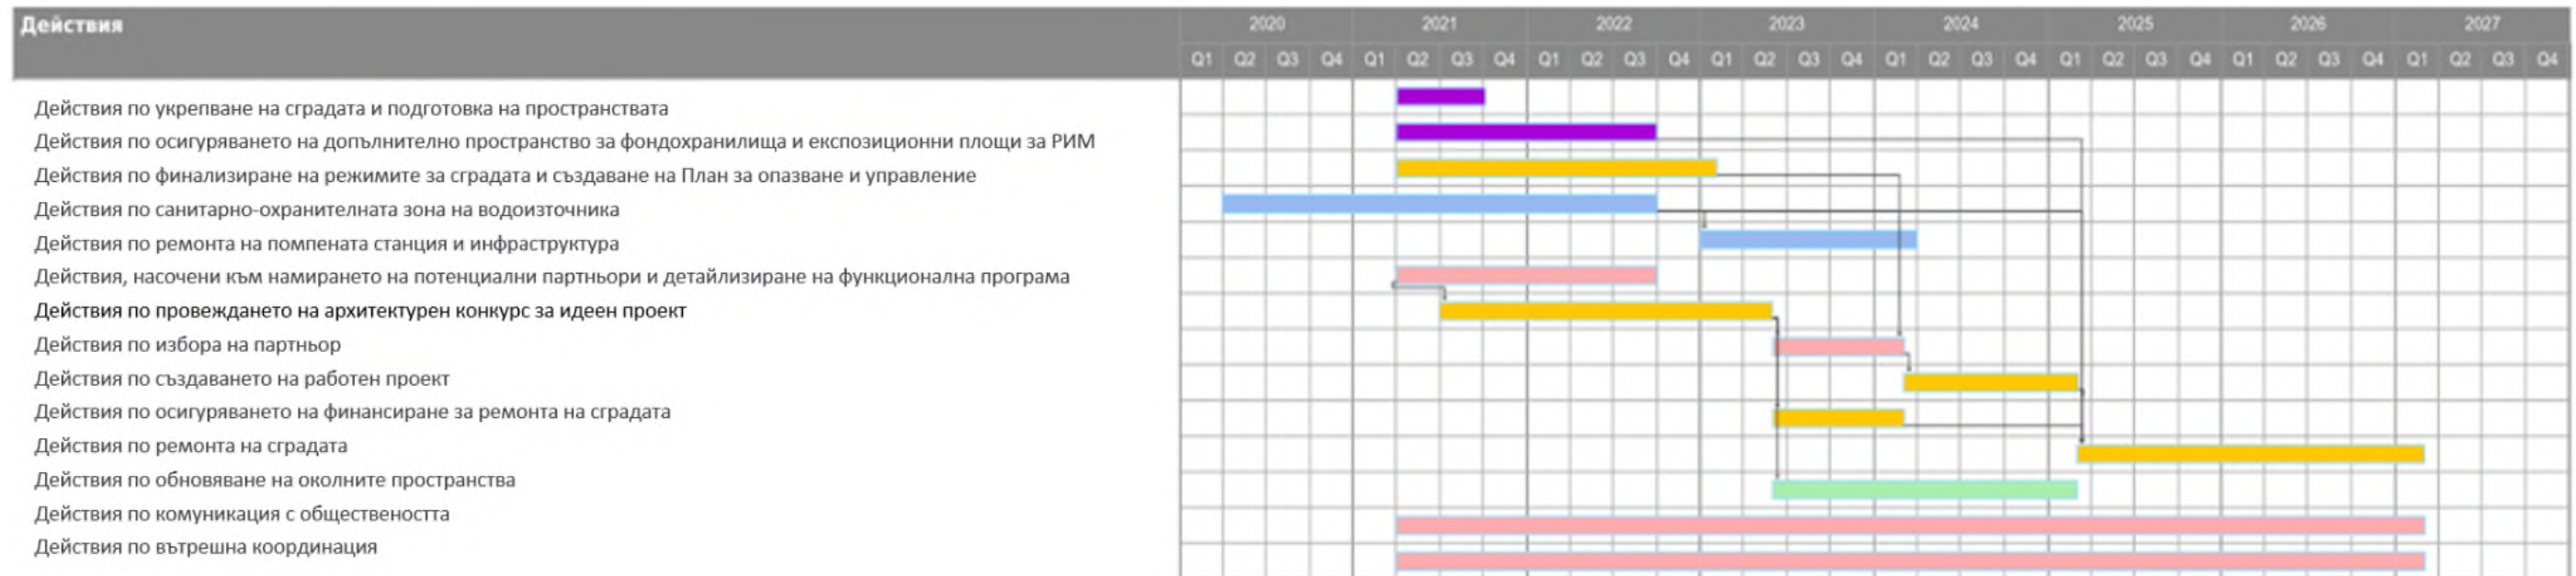 Действия
2020 2021 2022 2023 2024 2025 2026 2027
Q1 Q2 Q3 Q4 Q1 Q2 Q3 Q4 Q1 Q2 Q3 Q4 Q1 Q2 Q3 Q4 Q1 Q2 Q3 Q4 Q1 Q2 Q3 Q4 Q1 Q2 Q3 Q4 Q1 Q2 Q3 Q4
Действия по укрепване на сградата и подготовка на пространствата
Действия по осигуряването на допълнително пространство за фондохранилища и експозиционни площи за РИМ
Действия по финализиране на режимите за сградата и създаване на План за опазване и управление
Действия по санитарно-охранителната зона на водоизточника
Действия по ремонта на помпената станция и инфраструктура
Действия, насочени към намирането на потенциални партньори и детайлизиране на функционална програма
Действия по провеждането на архитектурен конкурс за идеен проект
Действия по избора на партньор
Действия по създаването на работен проект
Действия по осигуряването на финансиране за ремонта на сградата
Действия по ремонта на сградата
Действия по обновяване на околните пространства
Действия по комуникация с обществеността
Действия по вътрешна координация